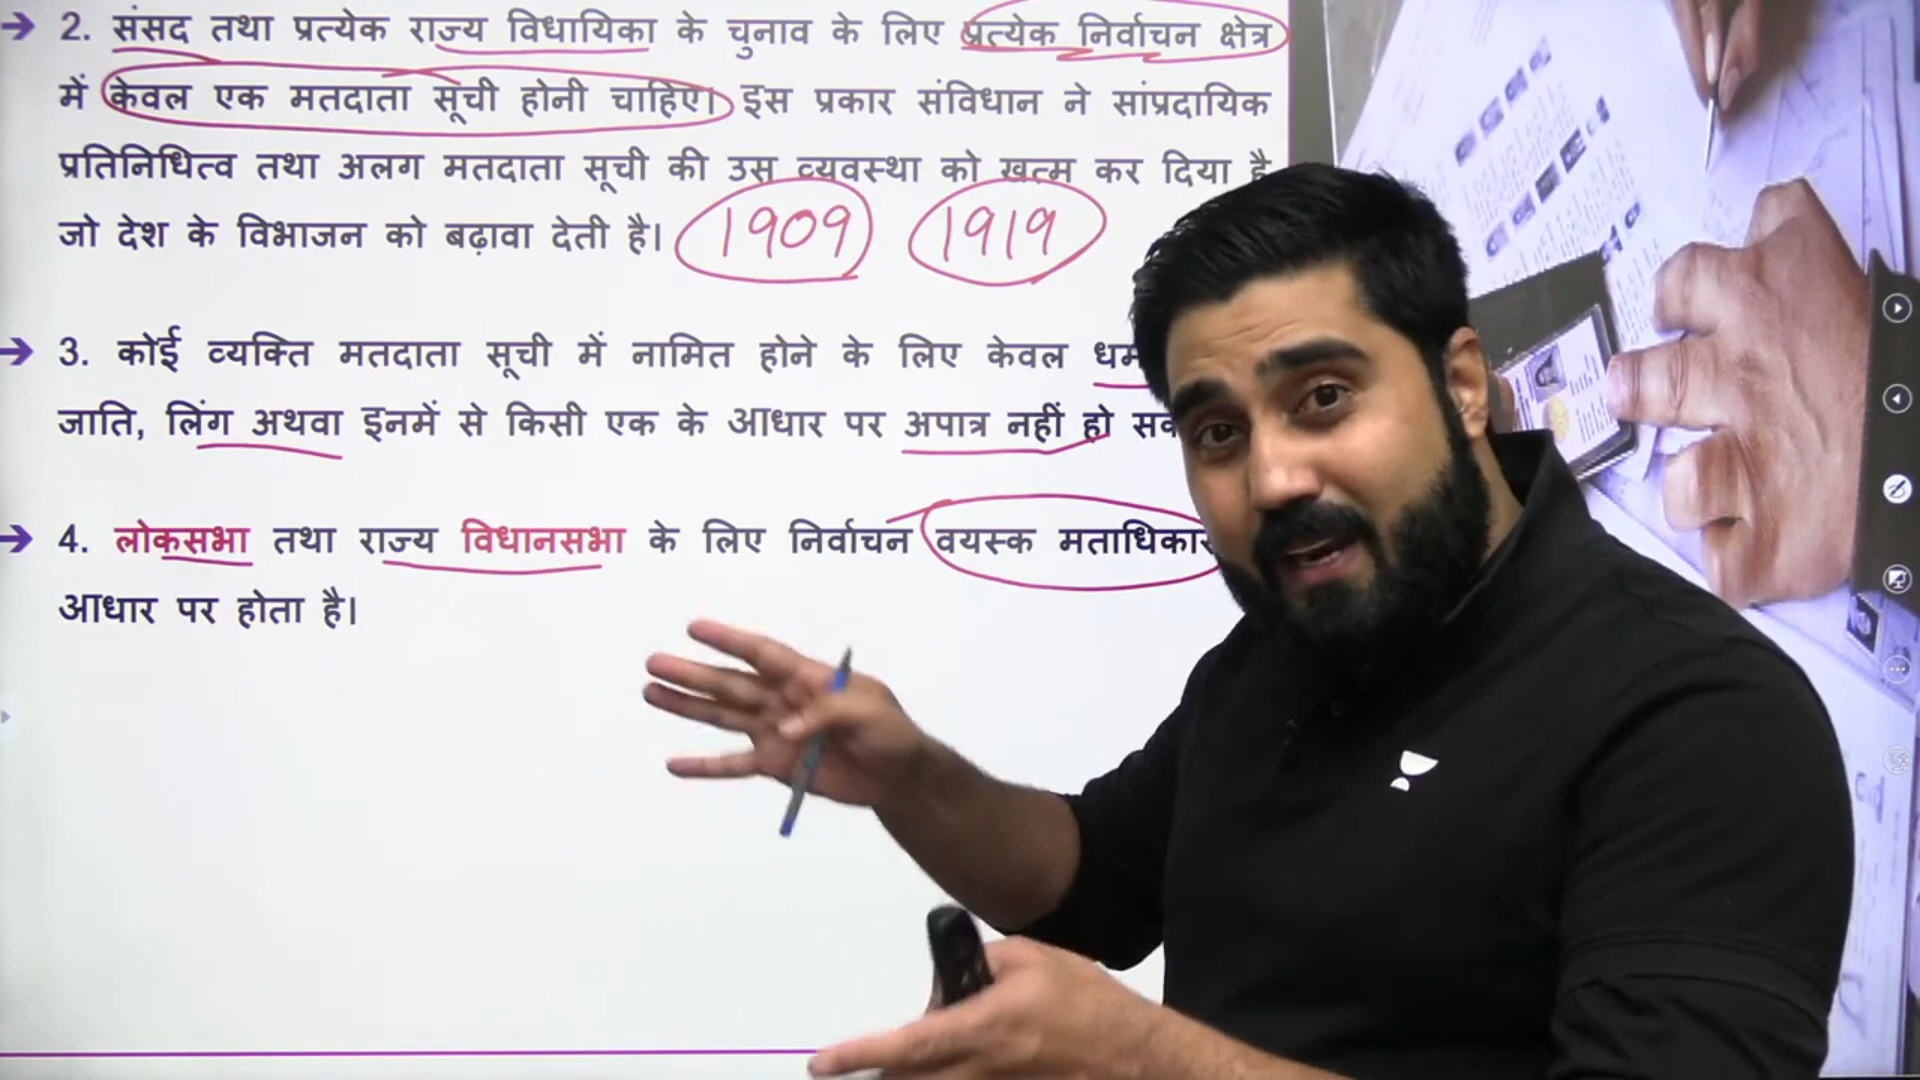 2. संसद तथा प्रत्येक राज्य विधायिका के चुनाव के लिए प्रत्येक निर्वाचन क्षेत्र
में केवल एक मतदाता सूची होनी चाहिए। इस प्रकार संविधान ने सांप्रदायिक
प्रतिनिधित्व तथा अलग मतदाता सूची की उस व्यवस्था को खत्म कर दिया है
जो देश के विभाजन को बढ़ावा देती है। 1909 1919
3. कोई व्यक्ति मतदाता सूची में नामित होने के लिए केवल
जाति, लिंग अथवा इनमें से किसी एक के आधार पर अपात्र नहीं हो
4. लोकसभा तथा राज्य विधानसभा के लिए निर्वाचन वयस्क मताधिकार
आधार पर होता है।